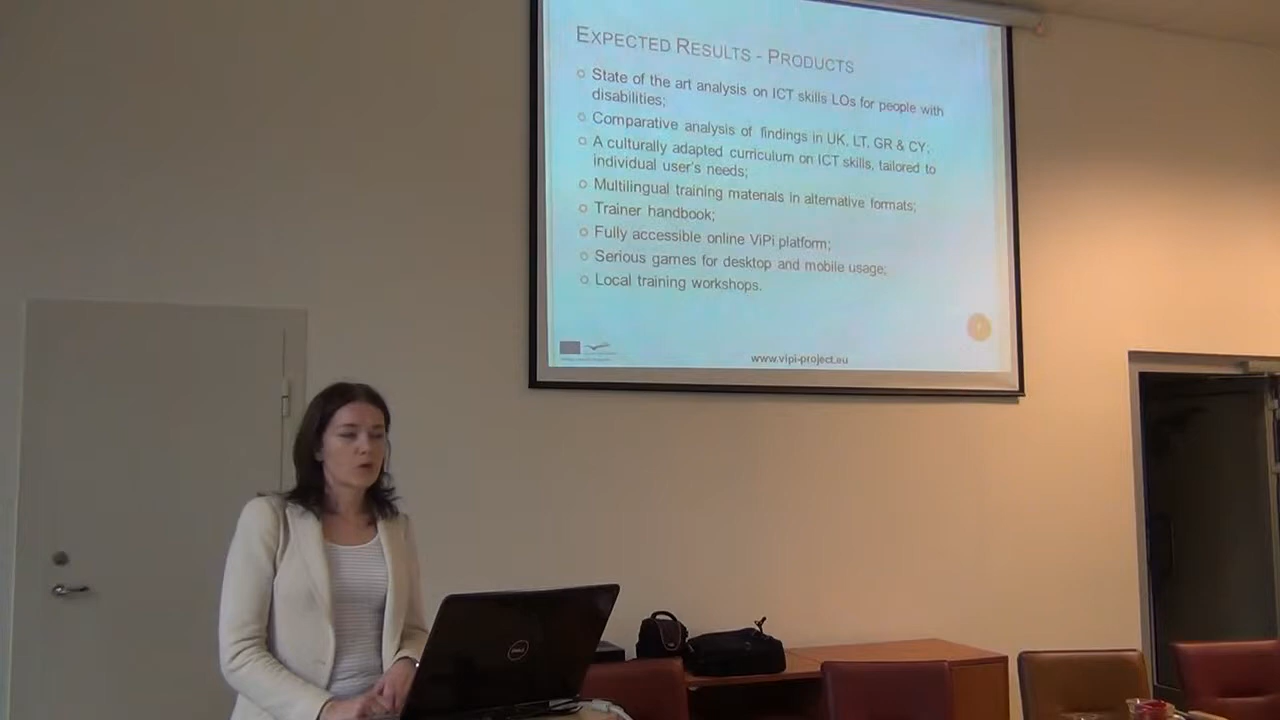 EXPECTED RESULTS - PRODUCTS
State of the art analysis on ICT skills LOs for people with
disabilities;
Comparative analysis of findings in UK, LT, GR & CY;
A culturally adapted curriculum on ICT skills, tailored to
individual user's needs;
Multilingual training materials in alternative formats;
Trainer handbook;
Fully accessible online ViPi platform;
Serious games for desktop and mobile usage;
Local training workshops.
www.vipi-project.eu
DELL